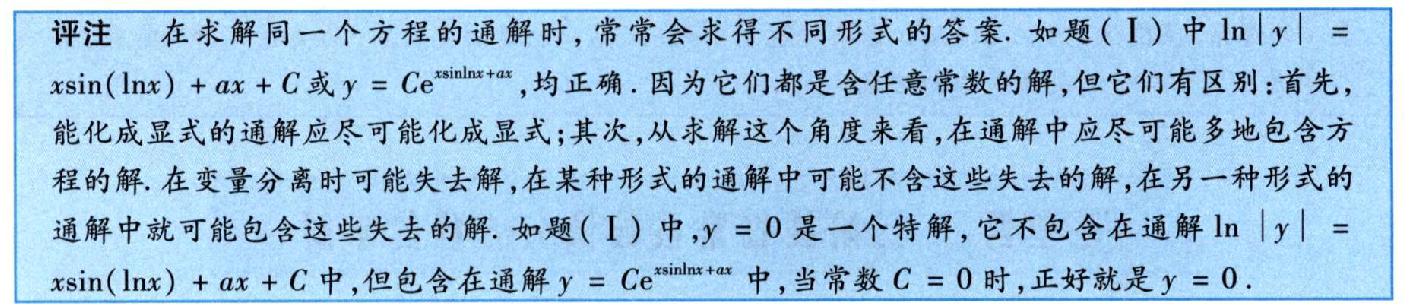 评注 在求解同一个方程的通解时,常常会求得不同形式的答案. 如题(Ⅰ)中 ln|y| =
xsin(lnx) + ax + C 或 y = Ce^{xsinlnx+ax},均正确. 因为它们都是含任意常数的解,但它们有区别:首先,
能化成显式的通解应尽可能化成显式;其次,从求解这个角度来看,在通解中应尽可能多地包含方
程的解. 在变量分离时可能失去解,在某种形式的通解中可能不含这些失去的解,在另一种形式的
通解中就可能包含这些失去的解. 如题(Ⅰ)中,y = 0 是一个特解,它不包含在通解 ln |y| =
xsin(lnx) + ax + C 中,但包含在通解 y = Ce^{xsinlnx+ax} 中,当常数 C = 0 时,正好就是 y = 0.